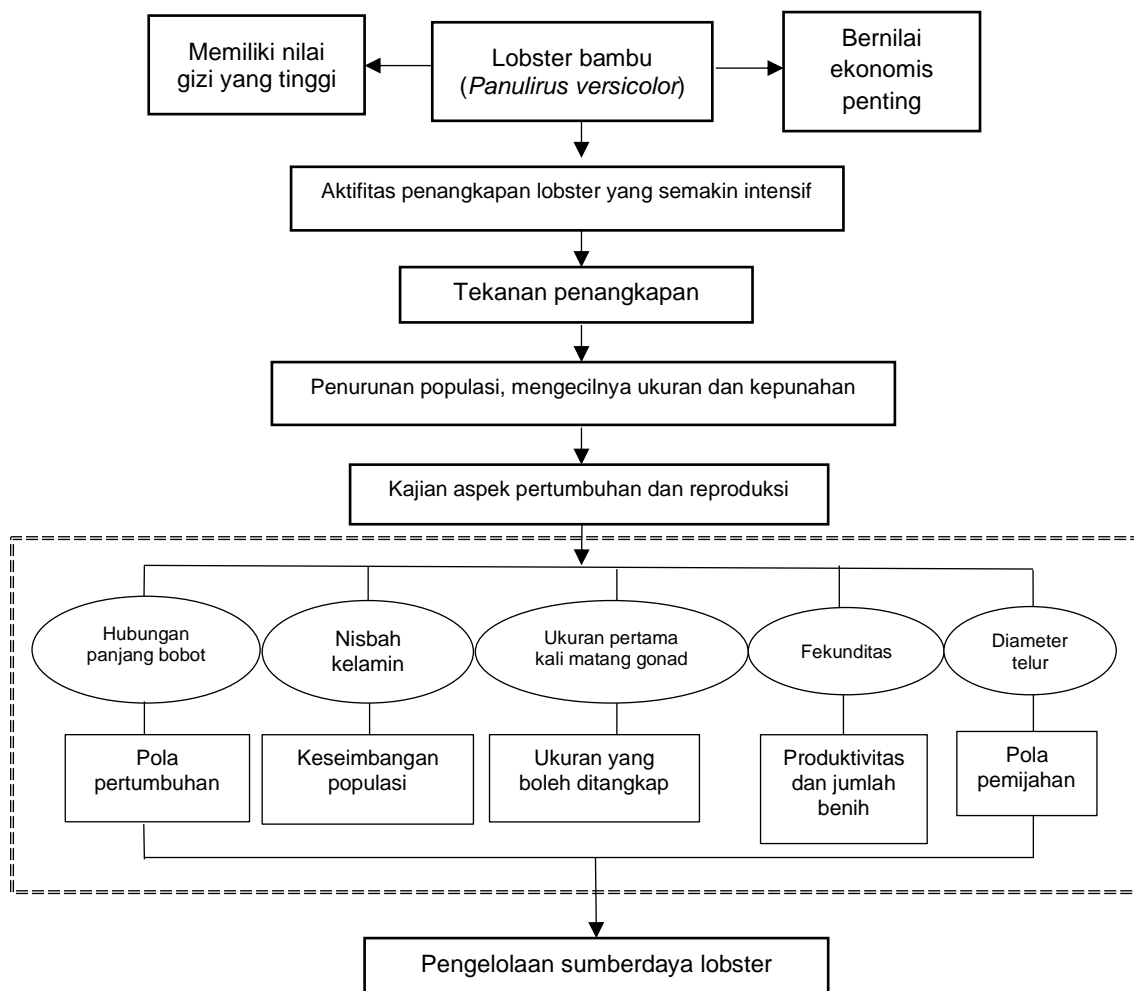 Memiliki nilai
gizi yang tinggi
Lobster bambu
(Panulirus versicolor)
Bernilai
ekonomis
penting
Aktifitas penangkapan lobster yang semakin intensif
Tekanan penangkapan
Penurunan populasi, mengecilnya ukuran dan kepunahan
Kajian aspek pertumbuhan dan reproduksi
Hubungan
panjang bobot
Nisbah
kelamin
Ukuran pertama
kali matang gonad
Fekunditas
Diameter
telur
Pola
pertumbuhan
Keseimbangan
populasi
Ukuran yang
boleh ditangkap
Produktivitas
dan jumlah
benih
Pola
pemijahan
Pengelolaan sumberdaya lobster